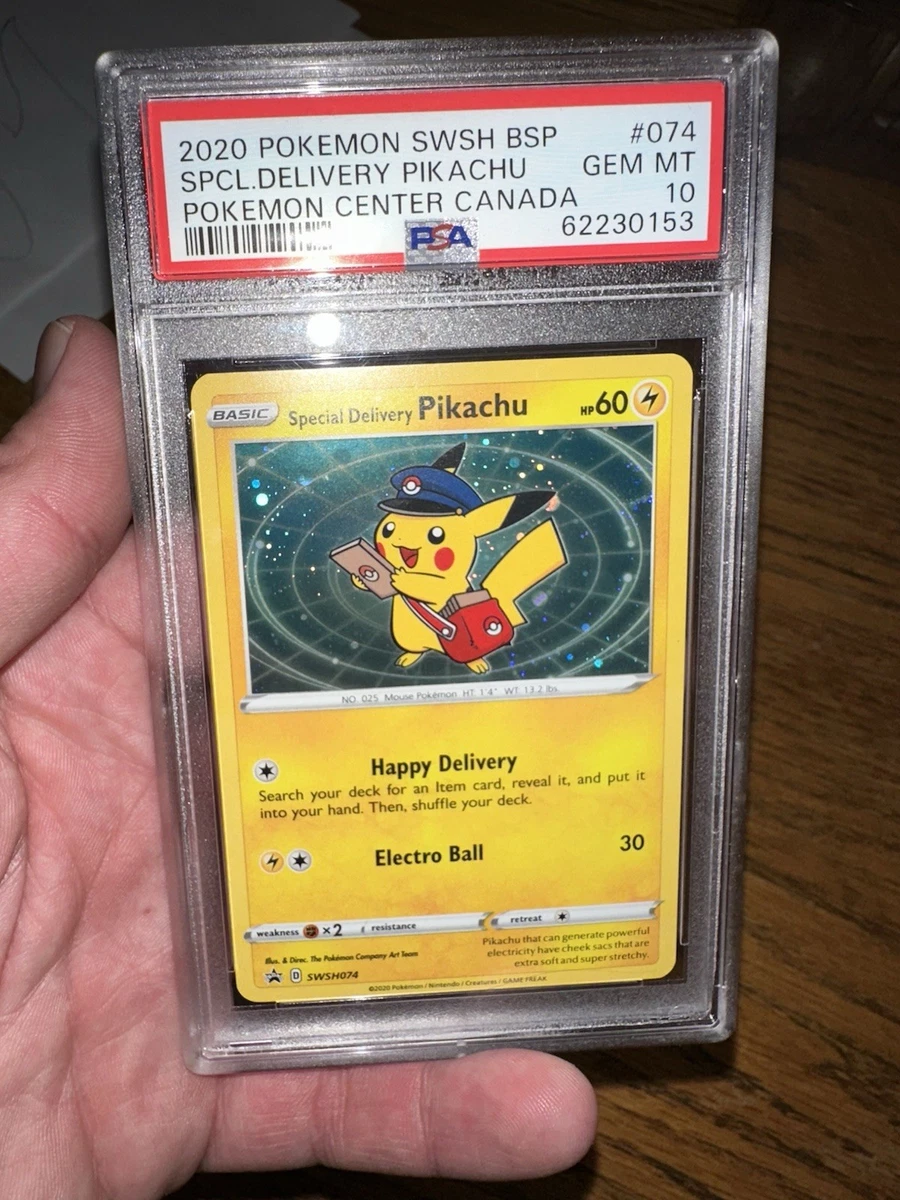 2020 POKEMON SWSH BSP #074
SPCL.DELIVERY PIKACHU GEM MT
POKEMON CENTER CANADA 10
PSA 62230153
BASIC Special Delivery Pikachu HP 60
NO. 025 Mouse Pokémon HT: 1'4" WT: 13.2 lbs
Happy Delivery
Search your deck for an Item card, reveal it, and put it
into your hand. Then, shuffle your deck.
Electro Ball 30
weakness ×2 resistance retreat
Illus. & Direc. The Pokémon Company Art Team
Pikachu that can generate powerful
electricity have cheek sacs that are
extra soft and super stretchy.
D SWSH074
©2020 Pokémon / Nintendo / Creatures / GAME FREAK